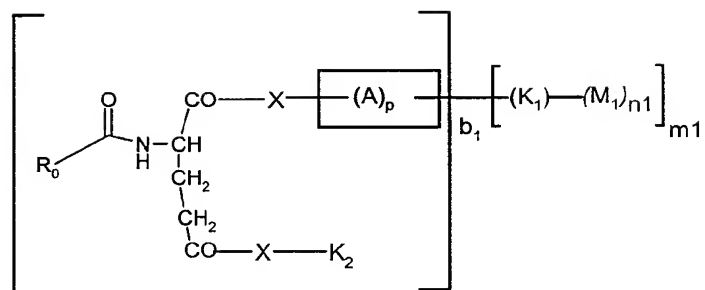 CO—X—(A)p b1 (K1)—(M1)n1 m1
O
R0 N H CH
CH2
CH2
CO—X—K2